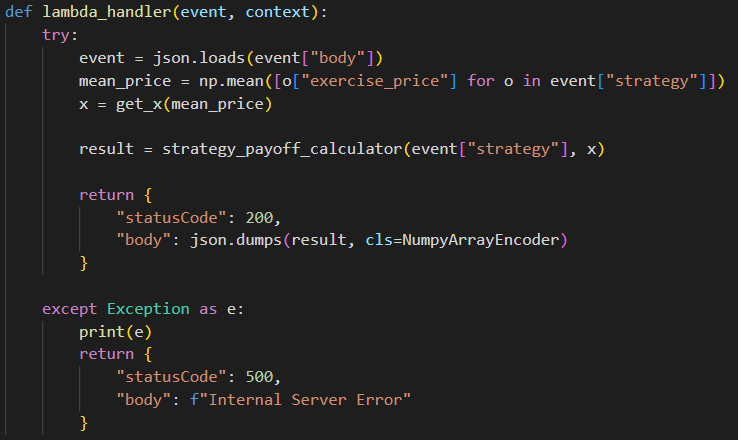 def lambda_handler(event, context):
    try:
        event = json.loads(event["body"])
        mean_price = np.mean([o["exercise_price"] for o in event["strategy"]])
        x = get_x(mean_price)

        result = strategy_payoff_calculator(event["strategy"], x)

        return {
            "statusCode": 200,
            "body": json.dumps(result, cls=NumpyArrayEncoder)
        }

    except Exception as e:
        print(e)
        return {
            "statusCode": 500,
            "body": f"Internal Server Error"
        }